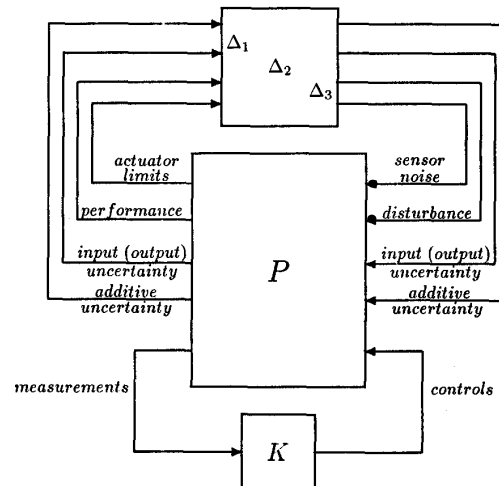 Δ1
Δ2
Δ3
actuator
limits
sensor
noise
performance
disturbance
input (output)
uncertainty
input (output)
uncertainty
P
additive
uncertainty
additive
uncertainty
measurements
controls
K